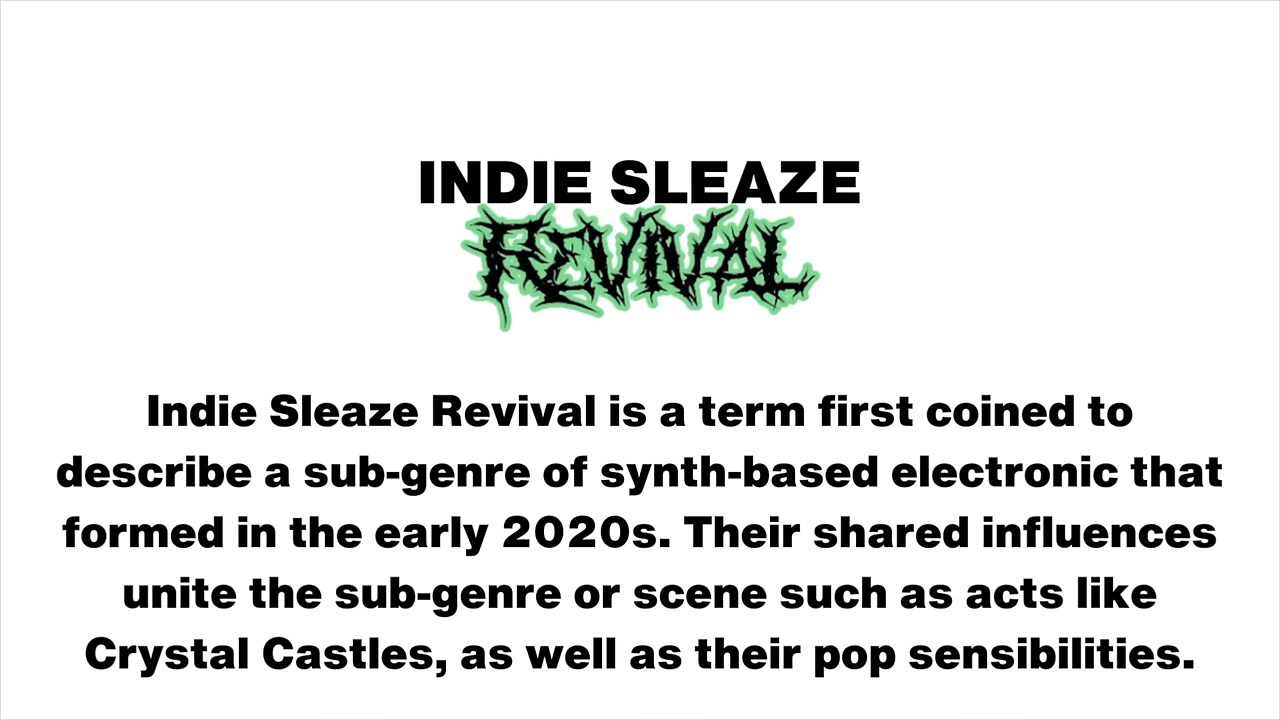 INDIE SLEAZE
REVIVAL
Indie Sleaze Revival is a term first coined to
describe a sub-genre of synth-based electronic that
formed in the early 2020s. Their shared influences
unite the sub-genre or scene such as acts like
Crystal Castles, as well as their pop sensibilities.